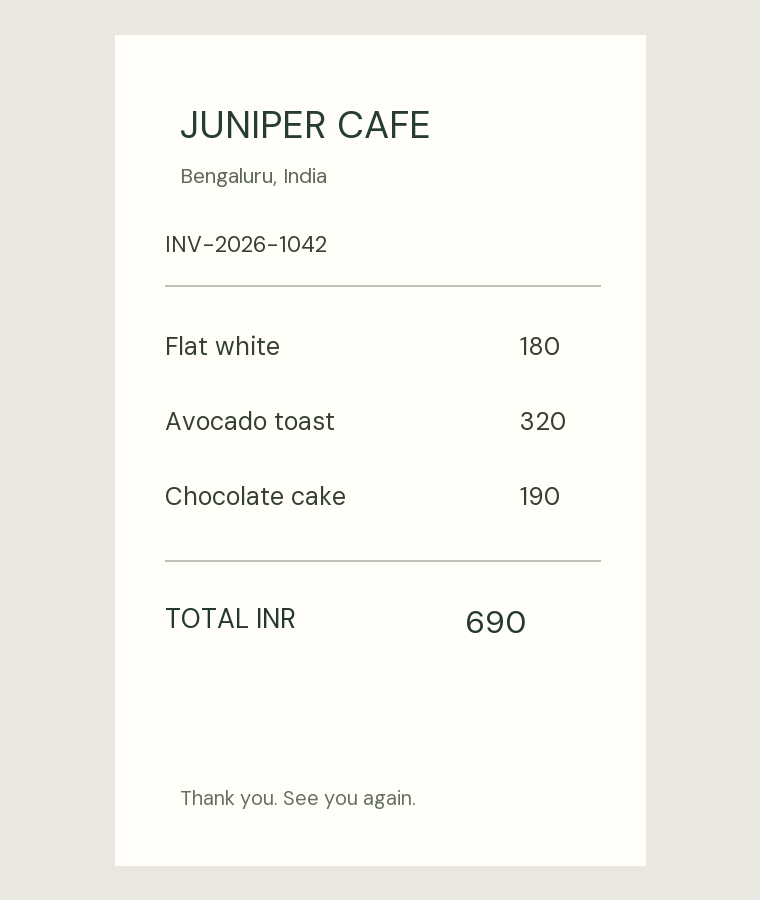 JUNIPER CAFE
Bengaluru, India
INV-2026-1042
Flat white 180
Avocado toast 320
Chocolate cake 190
TOTAL INR 690
Thank you. See you again.